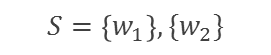 S = {w₁}, {w₂}